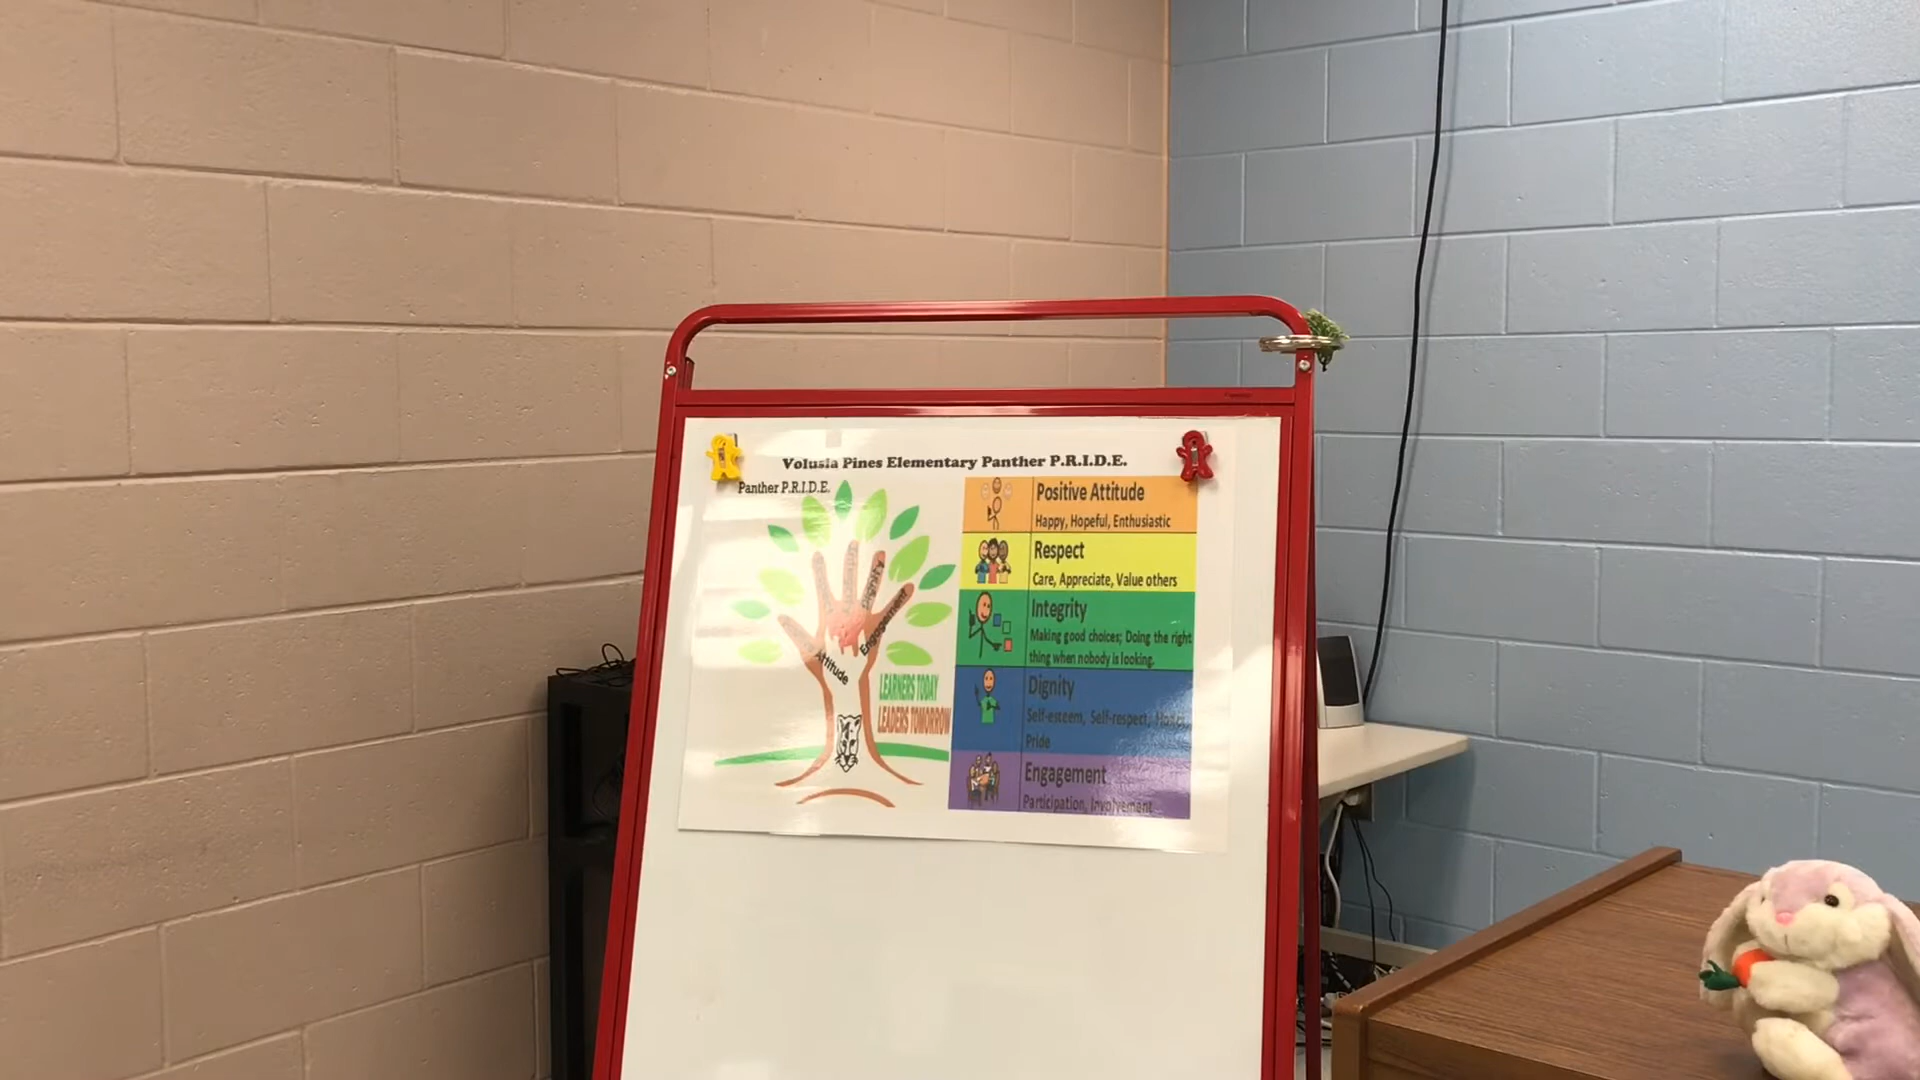 Volusia Pines Elementary Panther P.R.I.D.E.
Panther P.R.I.D.E.
Dignity
Engagement
Attitude
LEARNERS TODAY
LEADERS TOMORROW
Positive Attitude
Happy, Hopeful, Enthusiastic
Respect
Care, Appreciate, Value others
Integrity
Making good choices; Doing the right
thing when nobody is looking.
Dignity
Self-esteem, Self-respect, Honor,
Pride
Engagement
Participation, Involvement